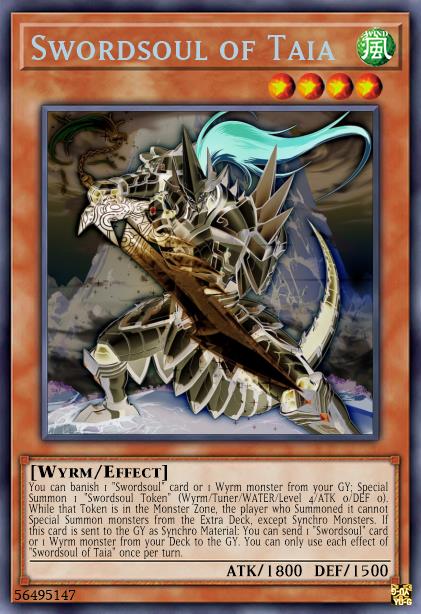 Swordsoul of Taia
WIND
風
[Wyrm/Effect]
You can banish 1 "Swordsoul" card or 1 Wyrm monster from your GY; Special
Summon 1 "Swordsoul Token" (Wyrm/Tuner/WATER/Level 4/ATK 0/DEF 0).
While that Token is in the Monster Zone, the player who Summoned it cannot
Special Summon monsters from the Extra Deck, except Synchro Monsters. If
this card is sent to the GY as Synchro Material: You can send 1 "Swordsoul" card
or 1 Wyrm monster from your Deck to the GY. You can only use each effect of
"Swordsoul of Taia" once per turn.
ATK/1800 DEF/1500
56495147